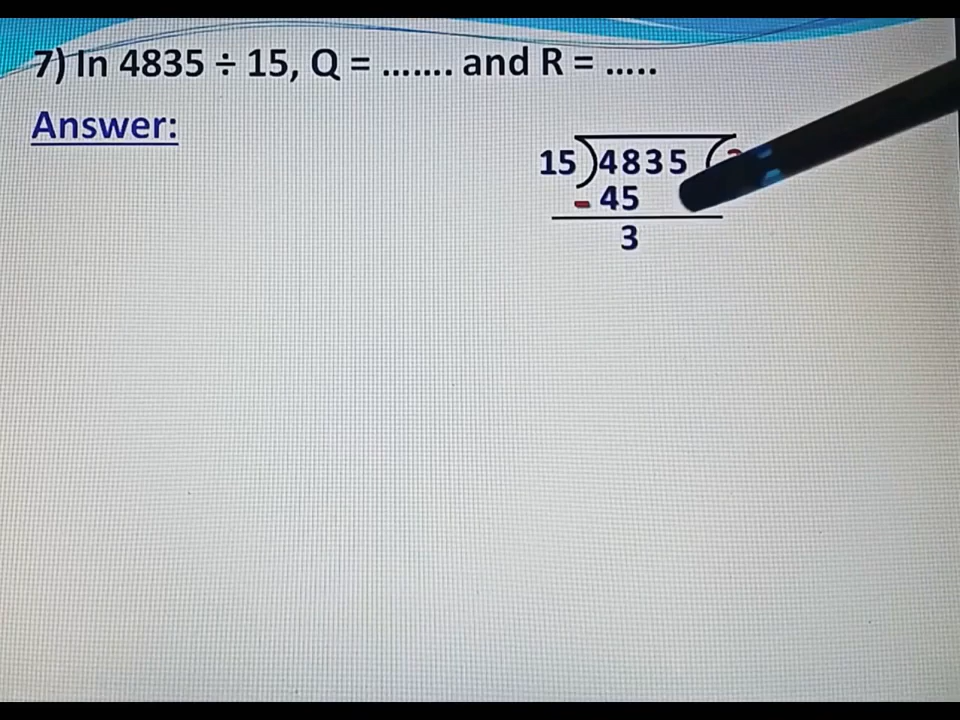 7) In 4835 ÷ 15, Q = ....... and R = .....
Answer:
15)4835 (
- 45
3